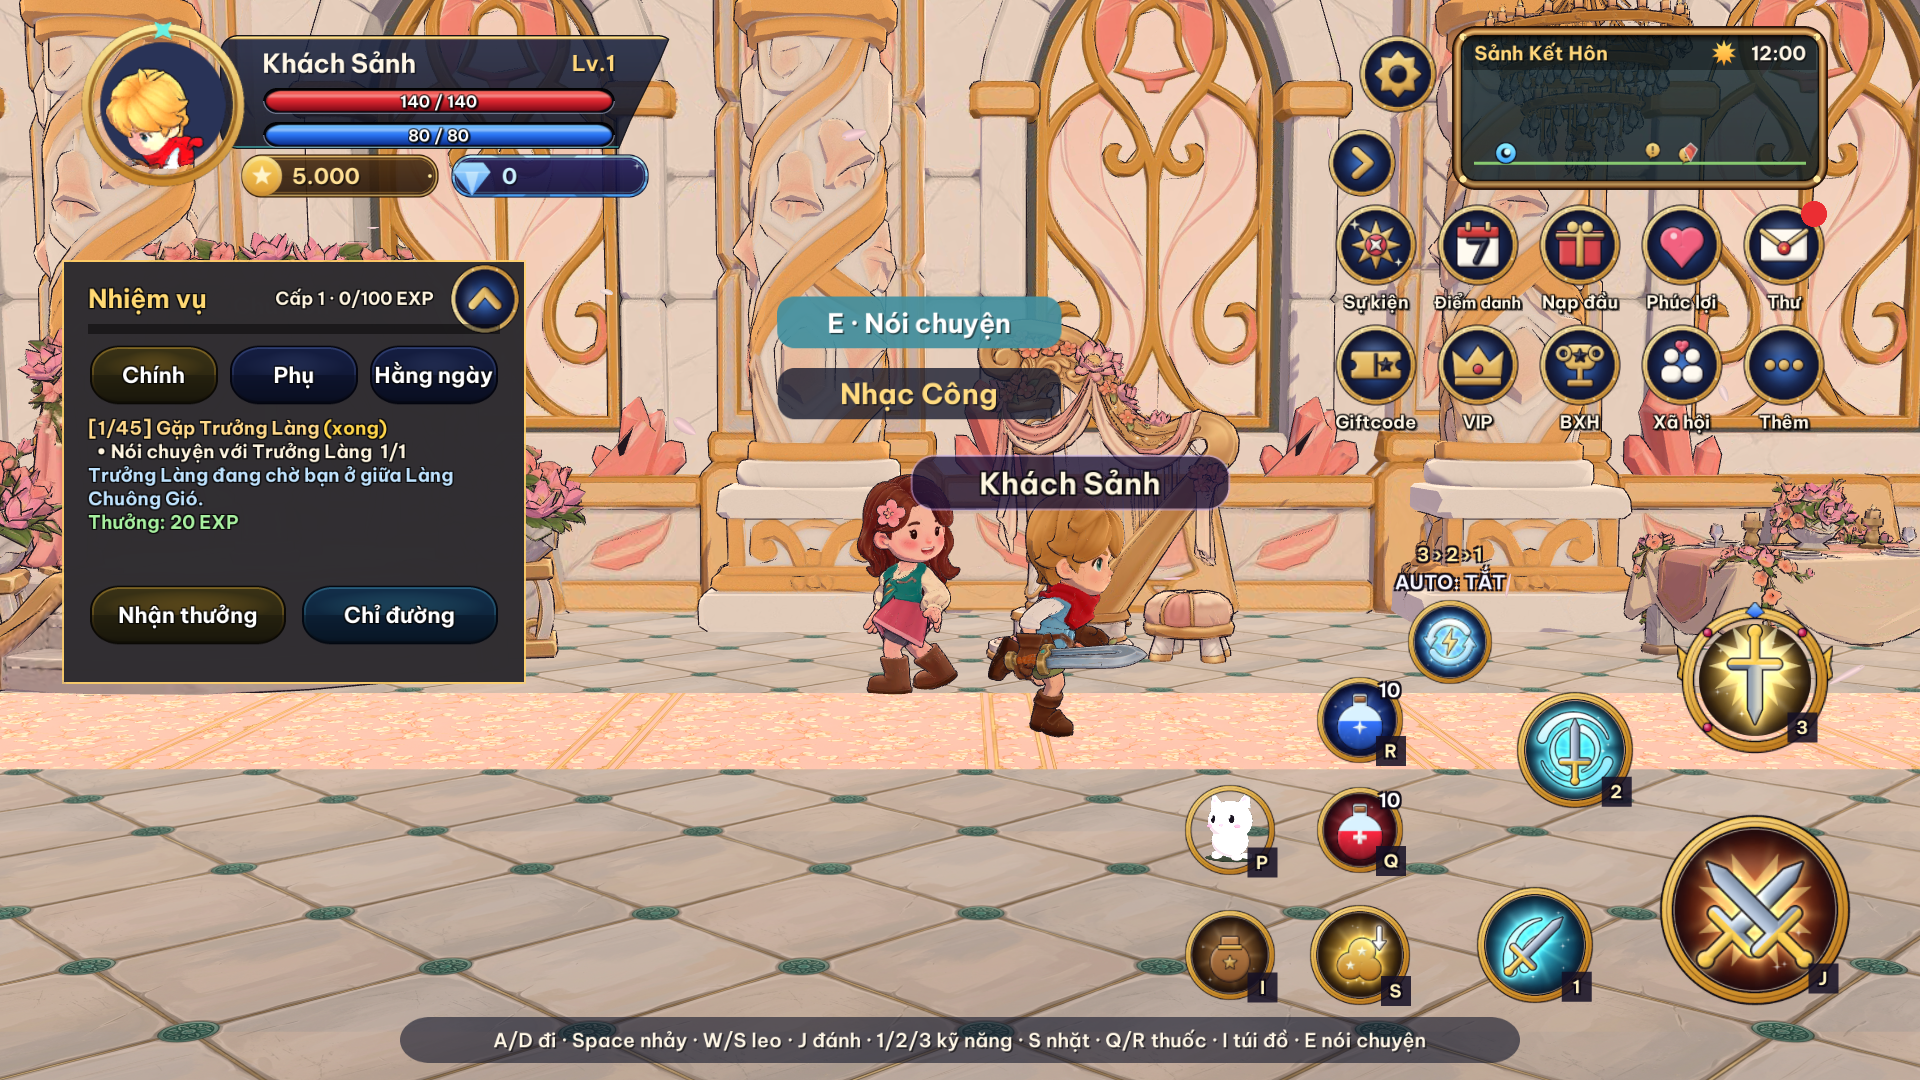 Khách Sảnh
Lv.1
140 / 140
80 / 80
5.000
0
Sảnh Kết Hôn
12:00
7
Sự kiện
Điểm danh
Nạp đầu
Phúc lợi
Thư
Giftcode
VIP
BXH
Xã hội
Thêm
Nhiệm vụ
Cấp 1 · 0/100 EXP
Chính
Phụ
Hằng ngày
[1/45] Gặp Trưởng Làng (xong)
• Nói chuyện với Trưởng Làng 1/1
Trưởng Làng đang chờ bạn ở giữa Làng
Chuông Gió.
Thưởng: 20 EXP
Nhận thưởng
Chỉ đường
E · Nói chuyện
Nhạc Công
Khách Sảnh
3 › 2 › 1
AUTO: TẮT
10
R
3
2
10
P
Q
I
S
1
J
A/D đi · Space nhảy · W/S leo · J đánh · 1/2/3 kỹ năng · S nhặt · Q/R thuốc · I túi đồ · E nói chuyện